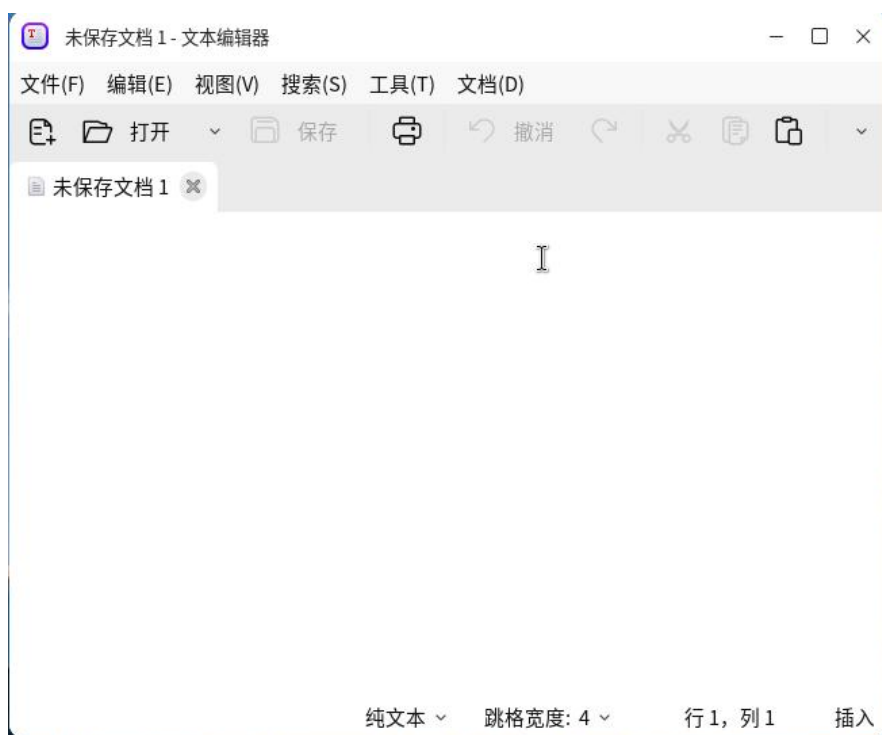 未保存文档 1 - 文本编辑器
文件(F) 编辑(E) 视图(V) 搜索(S) 工具(T) 文档(D)
打开 保存 撤消
未保存文档 1
纯文本 跳格宽度: 4 行 1，列 1 插入